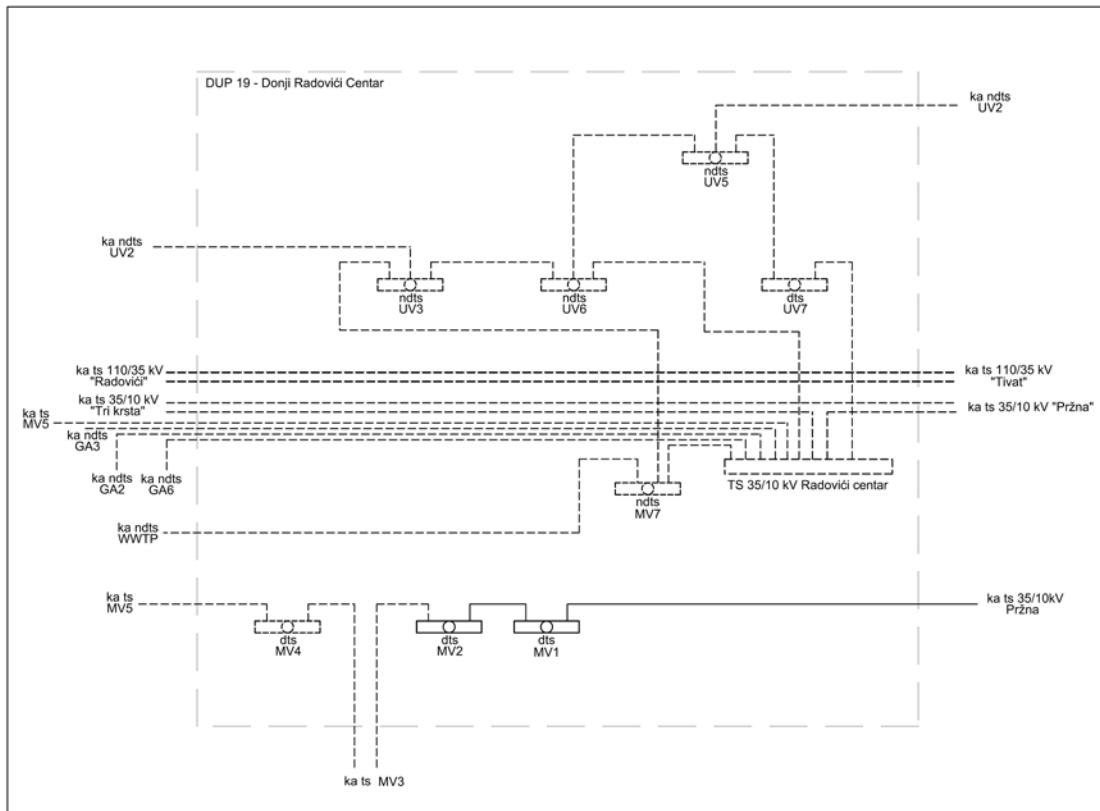 DUP 19 - Donji Radovići Centar
ka ndts
UV2
ndts
UV5
ka ndts
UV2
ndts
UV3
ndts
UV6
dts
UV7
ka ts 110/35 kV
"Radovići"
ka ts 110/35 kV
"Tivat"
ka ts 35/10 kV
"Tri krsta"
ka ts 35/10 kV "Pržna"
ka ts
MV5
ka ndts
GA3
ka ndts
GA2
ka ndts
GA6
TS 35/10 kV Radovići centar
ndts
MV7
ka ndts
WWTP
ka ts
MV5
ka ts 35/10kV
Pržna
dts
MV4
dts
MV2
dts
MV1
ka ts MV3